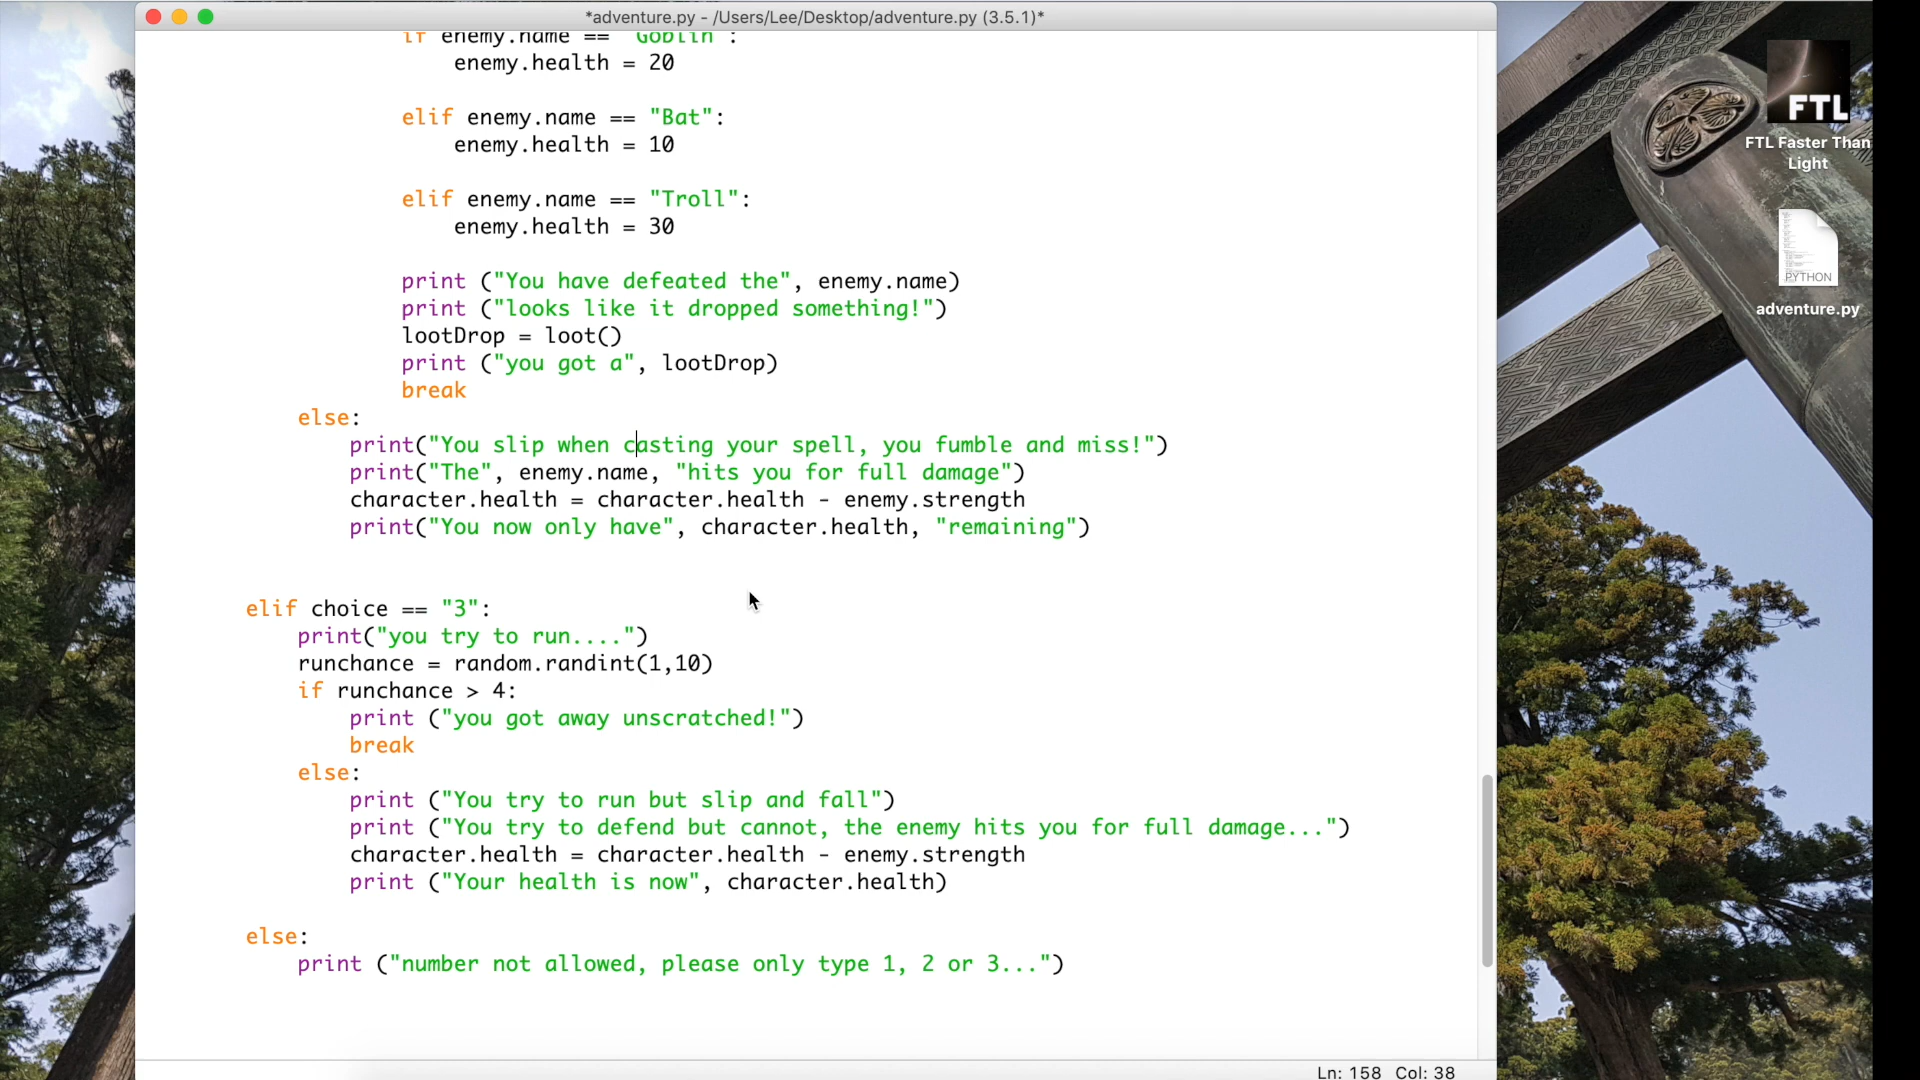 *adventure.py - /Users/Lee/Desktop/adventure.py (3.5.1)*
if enemy.name == "Goblin":
enemy.health = 20
elif enemy.name == "Bat":
enemy.health = 10
elif enemy.name == "Troll":
enemy.health = 30
print ("You have defeated the", enemy.name)
print ("looks like it dropped something!")
lootDrop = loot()
print ("you got a", lootDrop)
break
else:
print("You slip when casting your spell, you fumble and miss!")
print("The", enemy.name, "hits you for full damage")
character.health = character.health - enemy.strength
print("You now only have", character.health, "remaining")
elif choice == "3":
print("you try to run....")
runchance = random.randint(1,10)
if runchance > 4:
print ("you got away unscratched!")
break
else:
print ("You try to run but slip and fall")
print ("You try to defend but cannot, the enemy hits you for full damage...")
character.health = character.health - enemy.strength
print ("Your health is now", character.health)
else:
print ("number not allowed, please only type 1, 2 or 3...")
Ln: 158 Col: 38
FTL
FTL Faster Than
Light
PYTHON
adventure.py